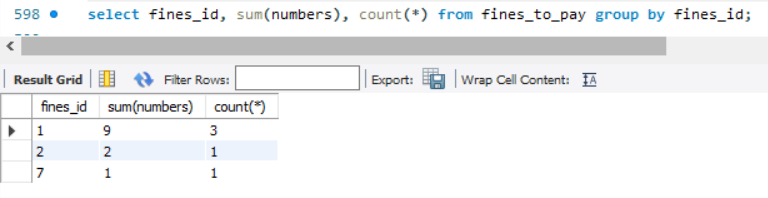 598 select fines_id, sum(numbers), count(*) from fines_to_pay group by fines_id;
Result Grid Filter Rows: Export: Wrap Cell Content: IA
fines_id sum(numbers) count(*)
1 9 3
2 2 1
7 1 1